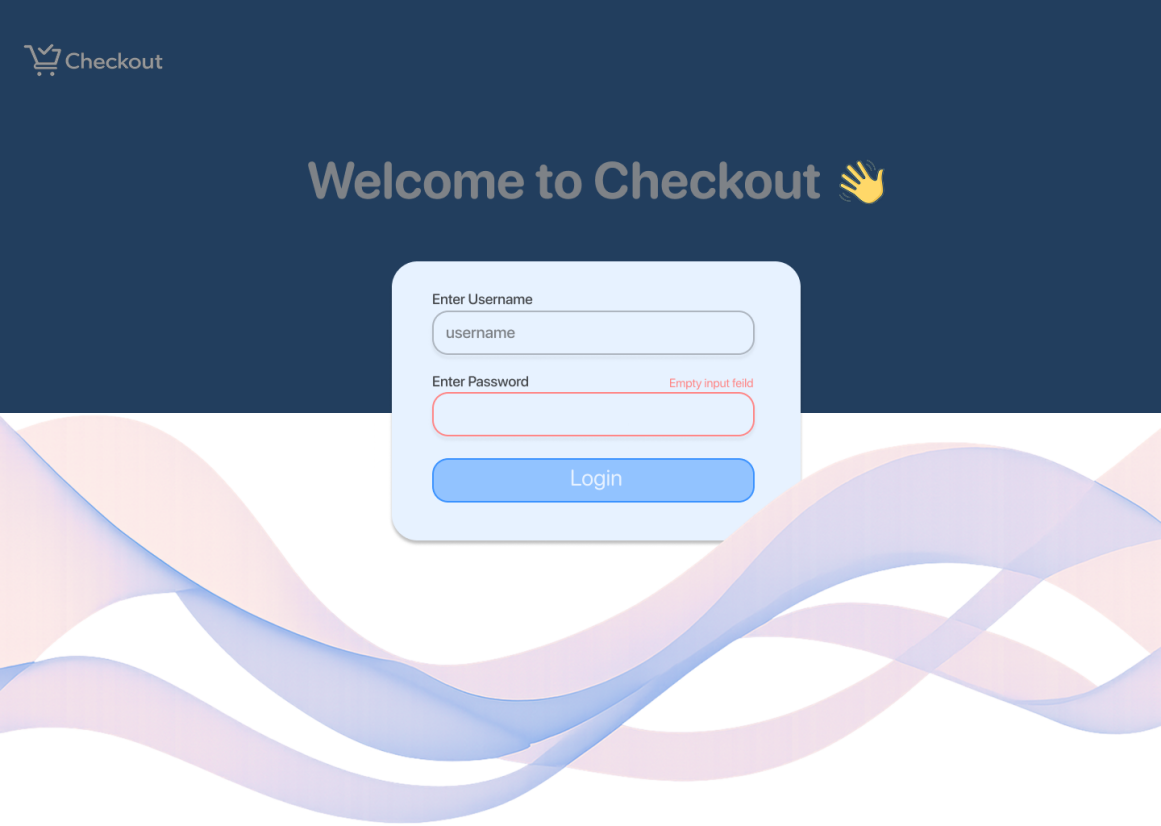 Checkout
Welcome to Checkout 👋
Enter Username
username
Enter Password
Empty input feild
Login